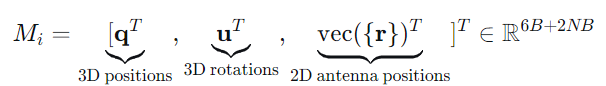 M_i = [q^T , u^T , vec({r})^T ]^T ∈ ℝ^{6B+2NB}
3D positions 3D rotations 2D antenna positions